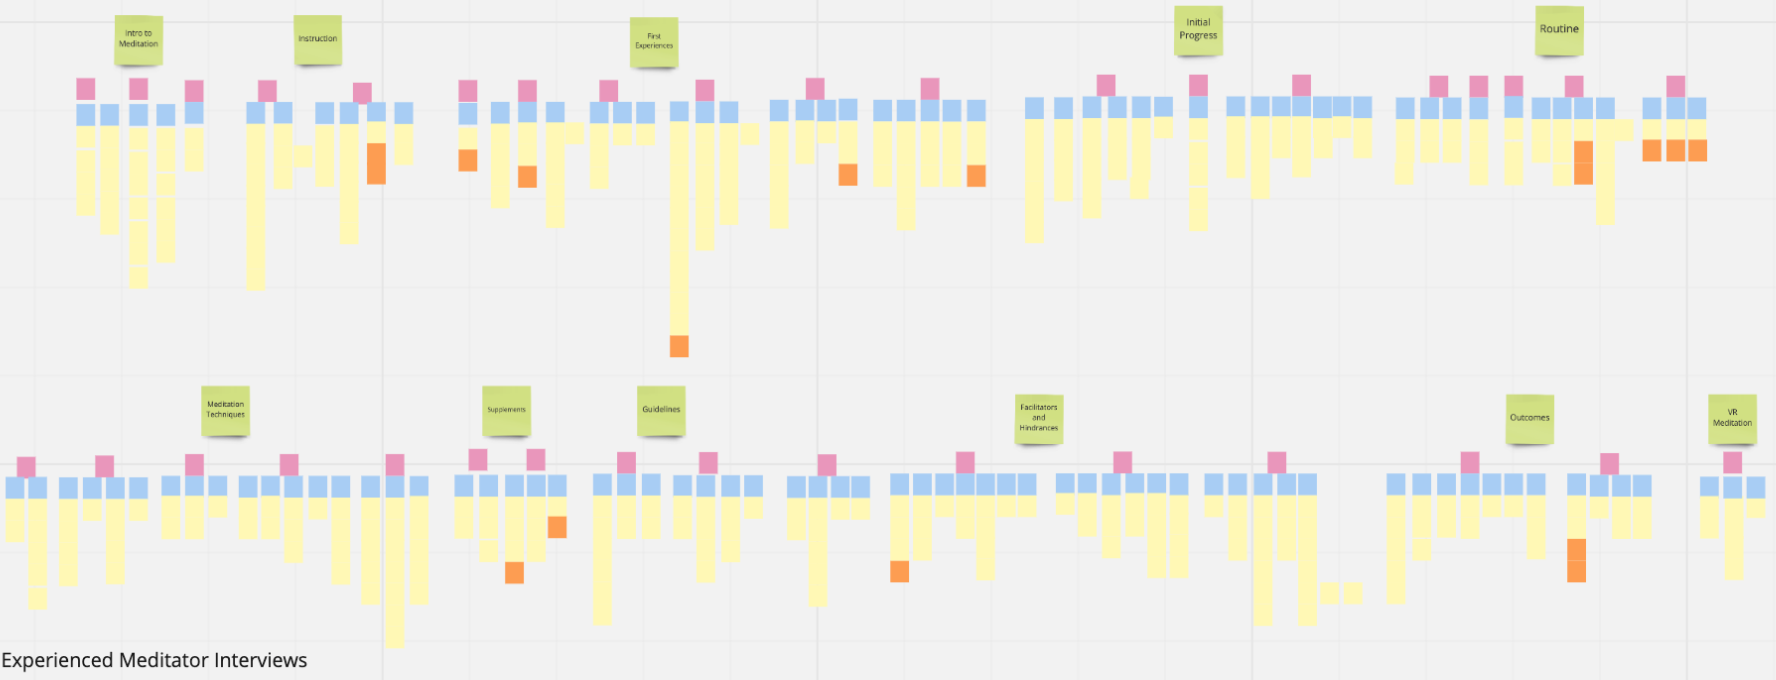 Intro to
Meditation
Instruction
First
Experiences
Initial
Progress
Routine
Meditation
Techniques
Supplements
Guidelines
Facilitators
and
Hindrances
Outcomes
VR
Meditation
Experienced Meditator Interviews